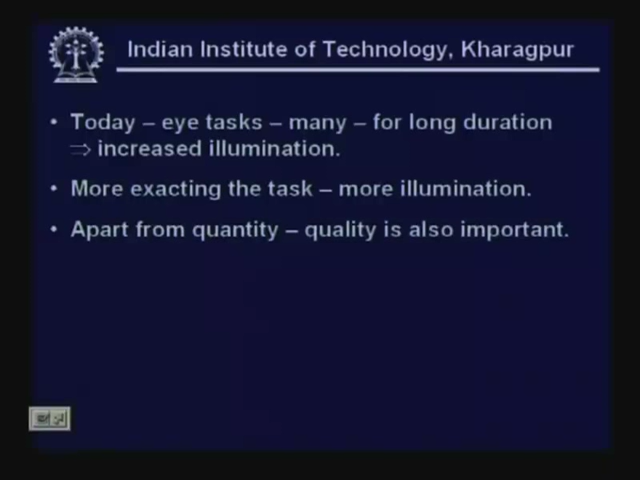 Indian Institute of Technology, Kharagpur
• Today – eye tasks – many – for long duration
⇒ increased illumination.
• More exacting the task – more illumination.
• Apart from quantity – quality is also important.